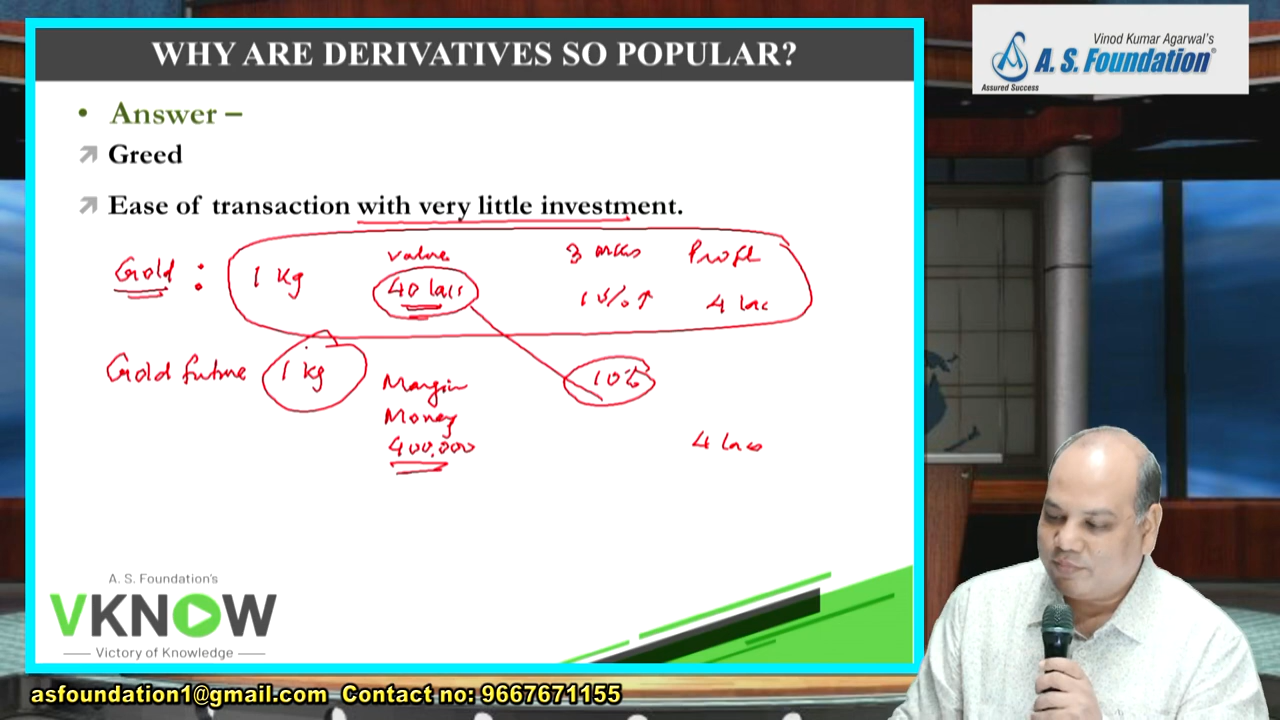 WHY ARE DERIVATIVES SO POPULAR?
Vinod Kumar Agarwal's
A. S. Foundation®
Assured Success
• Answer –
Greed
Ease of transaction with very little investment.
value 3 mths Profit
Gold : 1 kg 40 lacs 10% ↑ 4 lac
Gold future 1 kg 10%
Margin
Money
400,000 4 lacs
A. S. Foundation's
VKNOW
Victory of Knowledge
asfoundation1@gmail.com Contact no: 9667671155